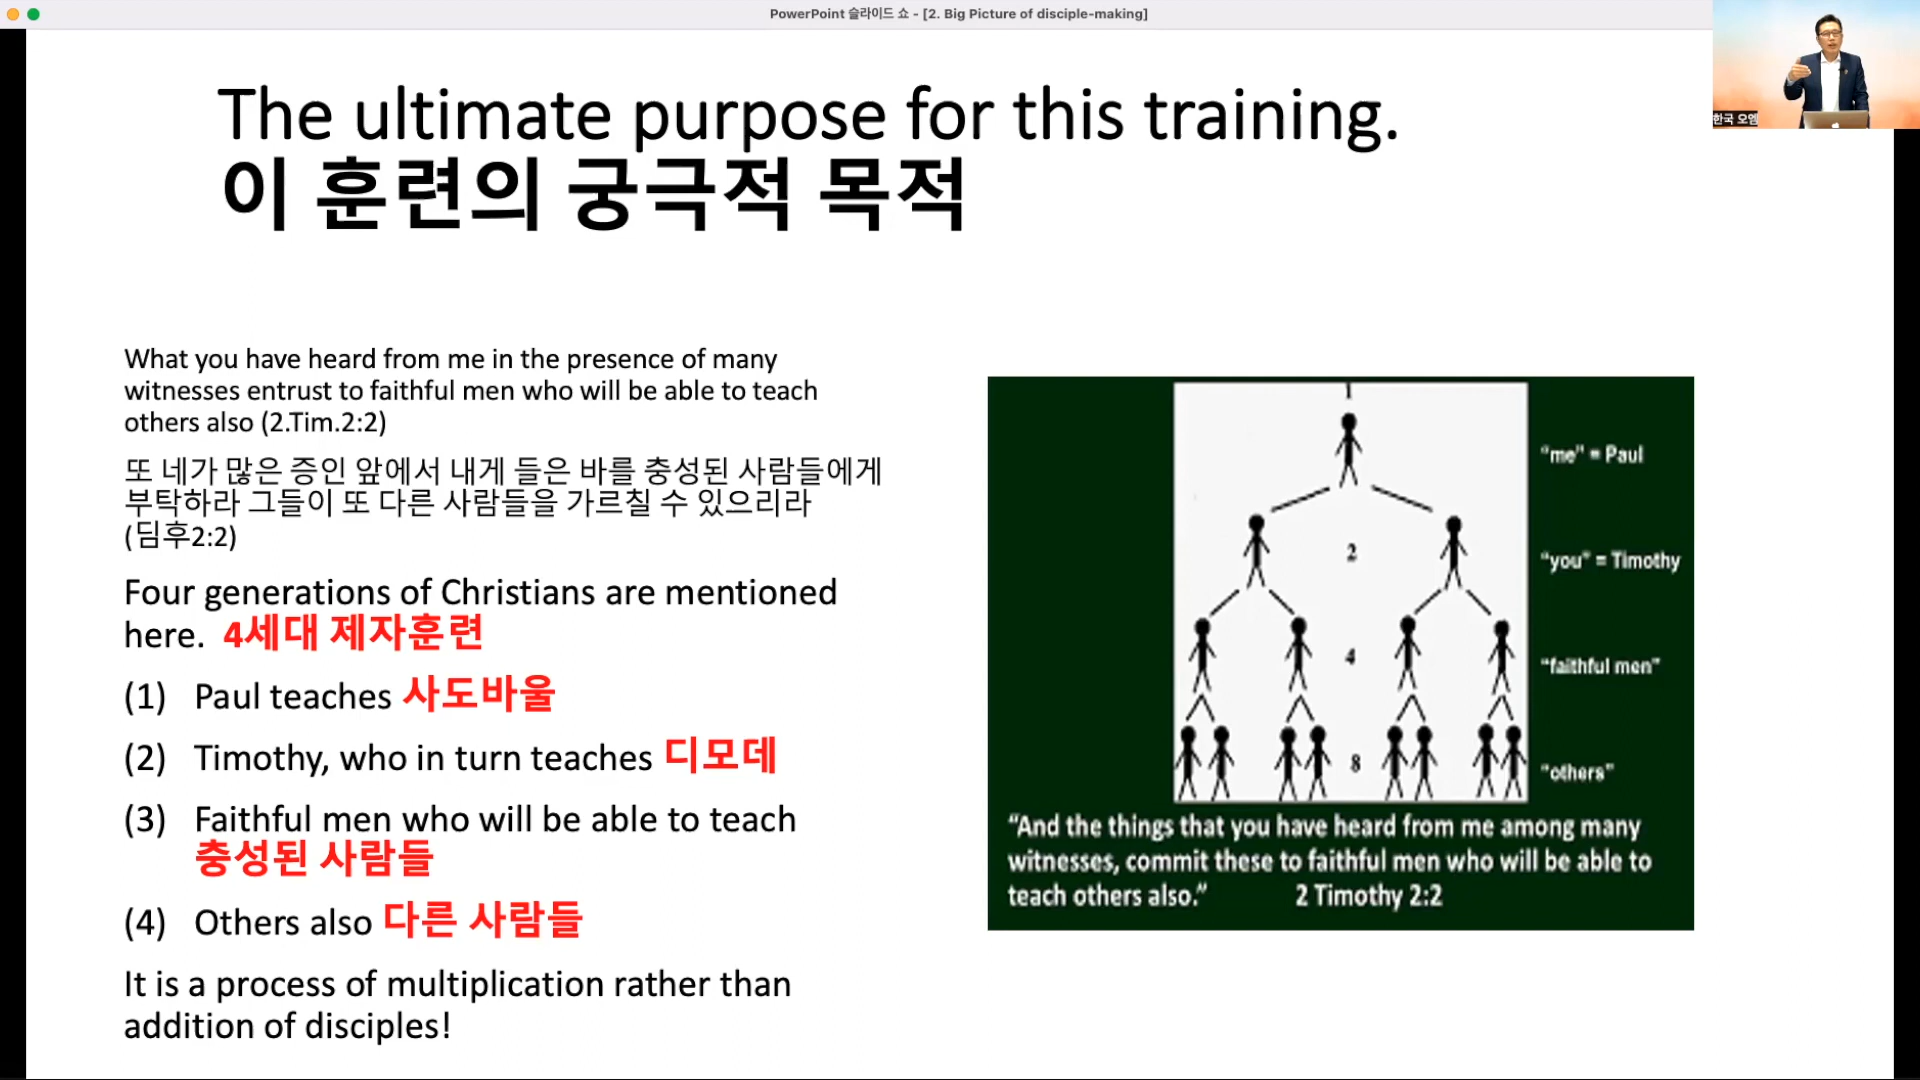 PowerPoint 슬라이드 쇼 - [2. Big Picture of disciple-making]
한국 오엠
The ultimate purpose for this training.
이 훈련의 궁극적 목적
What you have heard from me in the presence of many
witnesses entrust to faithful men who will be able to teach
others also (2.Tim.2:2)
또 네가 많은 증인 앞에서 내게 들은 바를 충성된 사람들에게
부탁하라 그들이 또 다른 사람들을 가르칠 수 있으리라
(딤후2:2)
Four generations of Christians are mentioned
here. 4세대 제자훈련
(1) Paul teaches 사도바울
(2) Timothy, who in turn teaches 디모데
(3) Faithful men who will be able to teach
충성된 사람들
(4) Others also 다른 사람들
It is a process of multiplication rather than
addition of disciples!
"me" = Paul
2 "you" = Timothy
4 "faithful men"
8 "others"
"And the things that you have heard from me among many
witnesses, commit these to faithful men who will be able to
teach others also." 2 Timothy 2:2